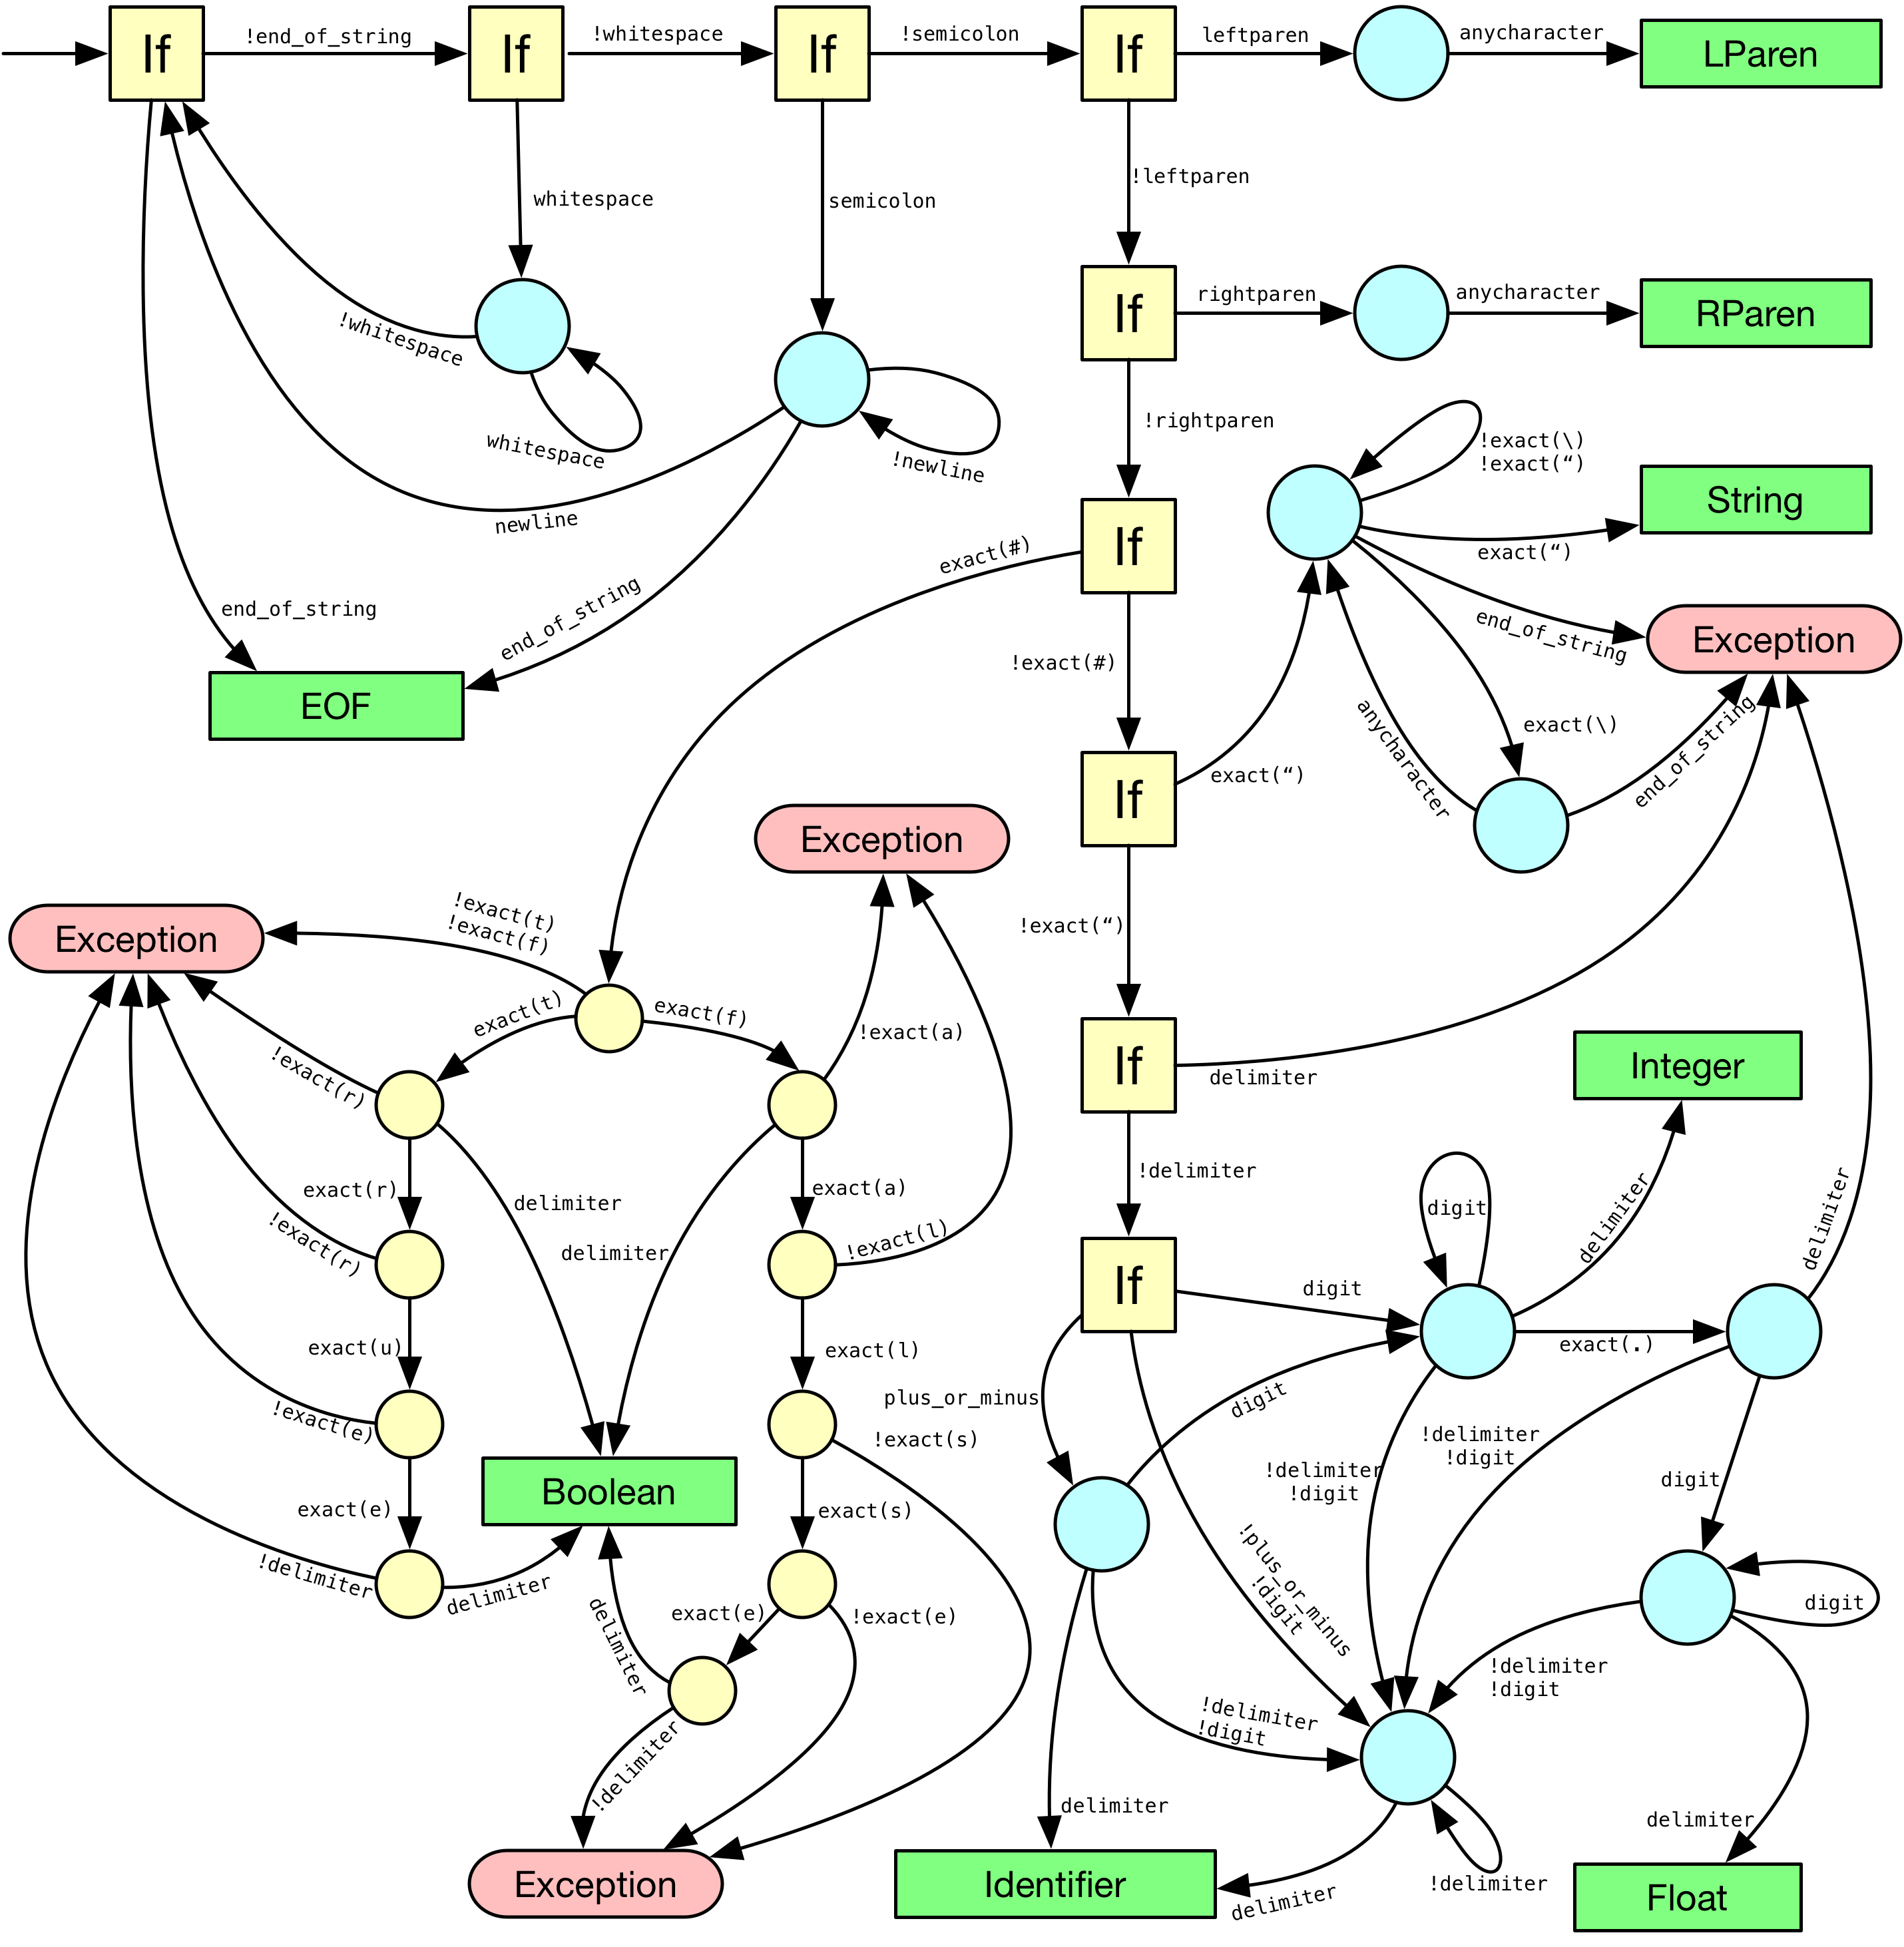 If
!end_of_string
If
!whitespace
If
!semicolon
If
leftparen
anycharacter
LParen
whitespace
semicolon
!leftparen
!whitespace
whitespace
!newline
newline
end_of_string
end_of_string
EOF
If
rightparen
anycharacter
RParen
!rightparen
If
exact(#)
!exact(#)
!exact(\)
!exact(“)
String
exact(“)
end_of_string
Exception
exact(\)
anycharacter
end_of_string
If
exact(“)
!exact(“)
Exception
Exception
!exact(t)
!exact(f)
exact(t)
exact(f)
!exact(a)
!exact(r)
If
delimiter
Integer
!delimiter
exact(r)
delimiter
exact(a)
!exact(r)
delimiter
!exact(l)
digit
delimiter
delimiter
If
digit
exact(.)
exact(u)
exact(l)
plus_or_minus
digit
!exact(e)
!exact(s)
!delimiter
!digit
!delimiter
!digit
digit
Boolean
exact(e)
exact(s)
!plus_or_minus
!digit
!delimiter
delimiter
delimiter
exact(e)
!exact(e)
digit
!delimiter
!digit
!delimiter
!delimiter
!digit
delimiter
delimiter
Exception
Identifier
delimiter
!delimiter
Float